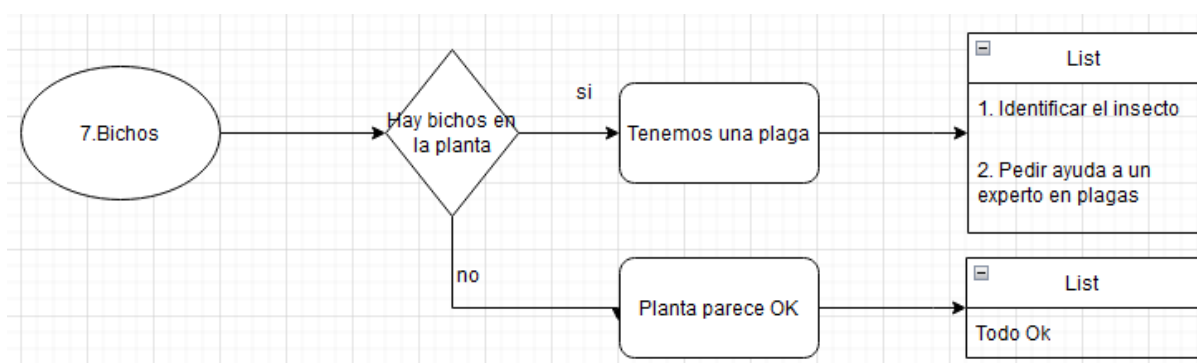 7.Bichos
Hay bichos en
la planta
si
Tenemos una plaga
List
1. Identificar el insecto
2. Pedir ayuda a un
experto en plagas
no
Planta parece OK
List
Todo Ok